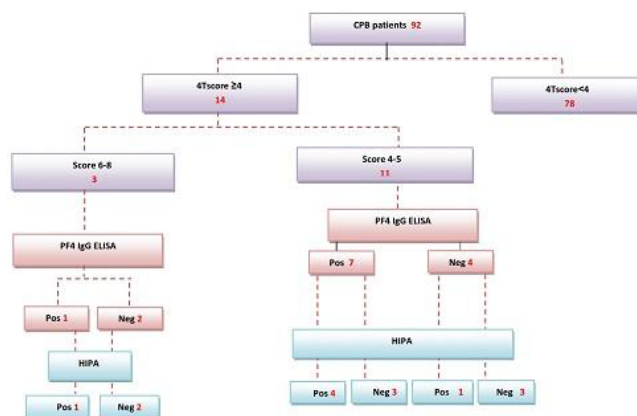 CPB patients 92
4Tscore ≥4
14
4Tscore<4
78
Score 6-8
3
Score 4-5
11
PF4 IgG ELISA
PF4 IgG ELISA
Pos 7
Neg 4
Pos 1
Neg 2
HIPA
HIPA
Pos 1
Neg 2
Pos 4
Neg 3
Pos 1
Neg 3